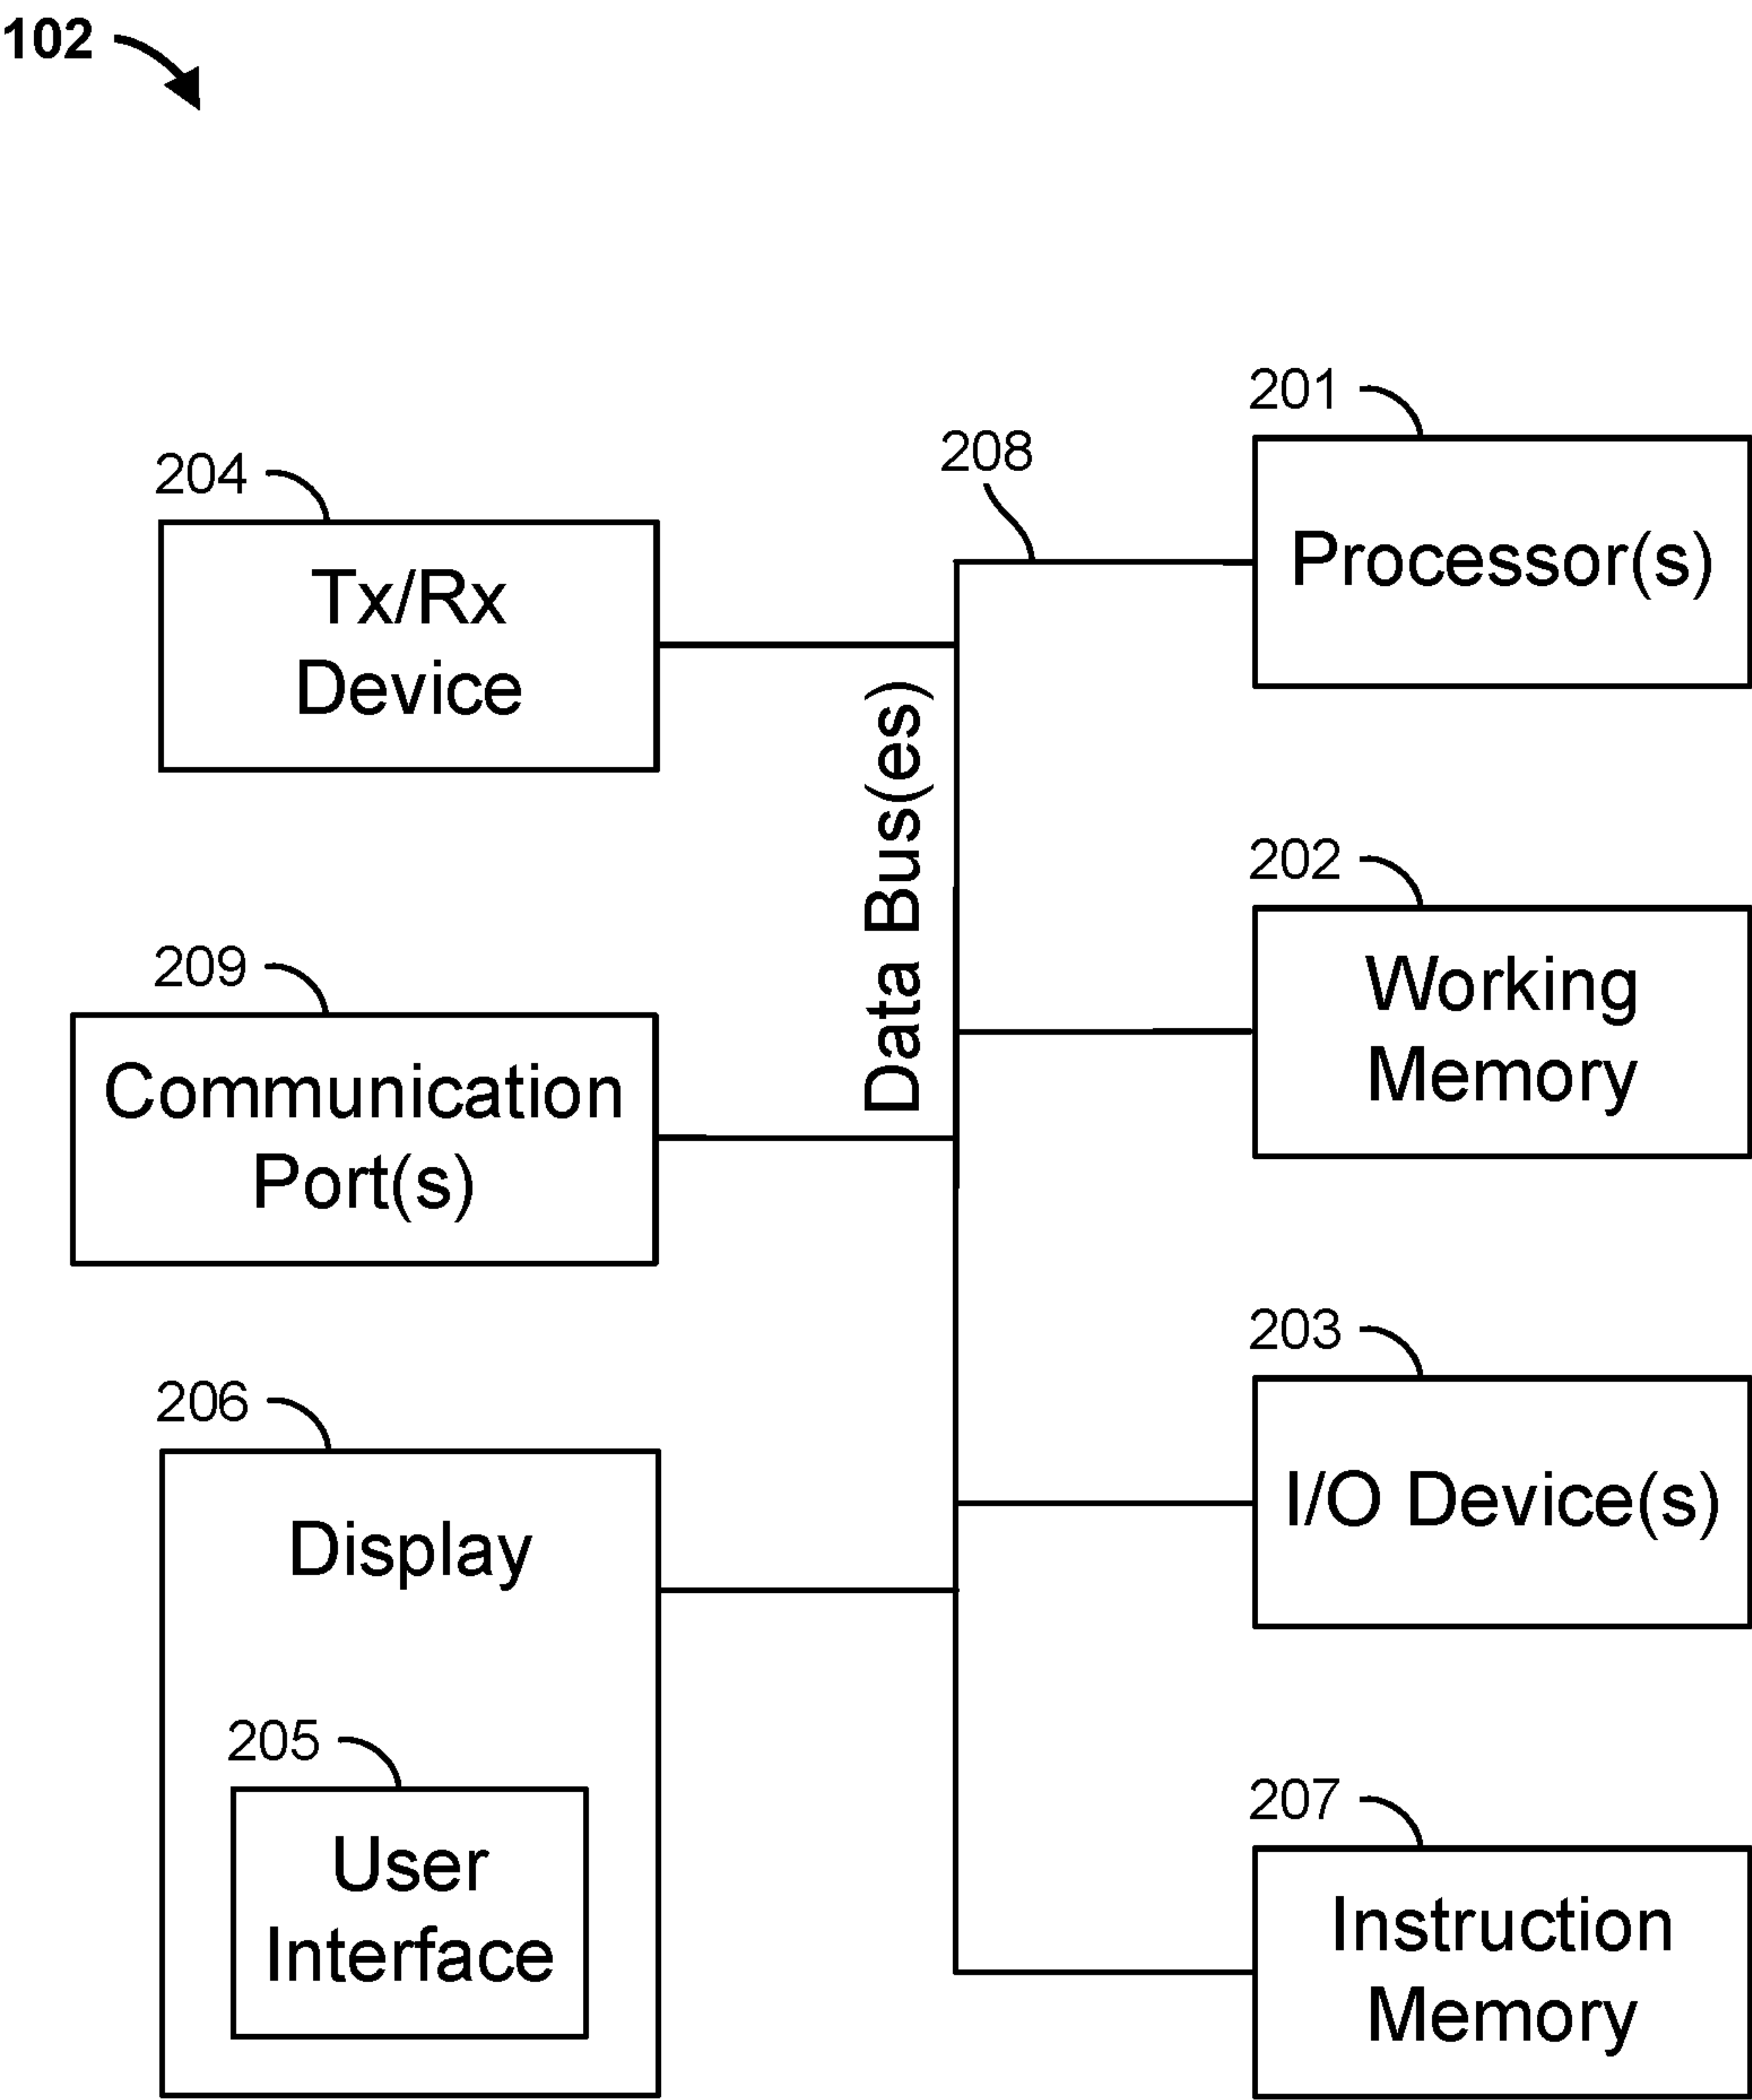 102
201
Processor(s)
204
Tx/Rx
Device
208
Data Bus(es)
202
Working
Memory
209
Communication
Port(s)
203
I/O Device(s)
206
Display
205
User
Interface
207
Instruction
Memory